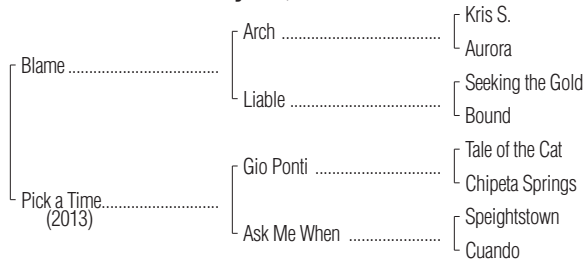 Kris S.
Arch ....................................
Aurora
Blame ....................................
Seeking the Gold
Liable ....................................
Bound
Tale of the Cat
Gio Ponti ....................................
Chipeta Springs
Pick a Time............................
(2013)
Speightstown
Ask Me When ........................
Cuando